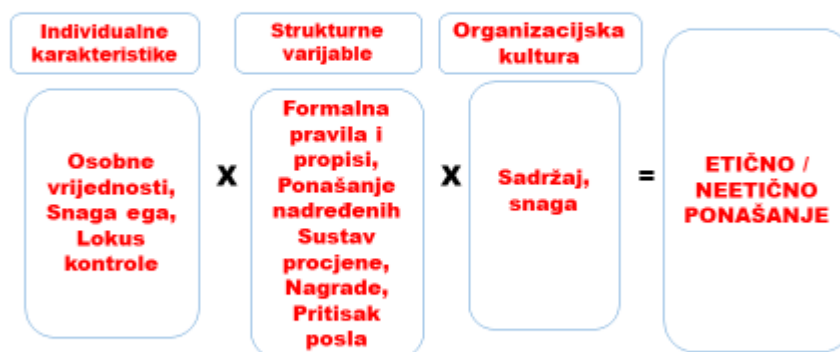 Individualne
karakteristike
Strukturne
varijable
Organizacijska
kultura
Osobne
vrijednosti,
Snaga ega,
Lokus
kontrole
X
Formalna
pravila i
propisi,
Ponašanje
nadređenih
Sustav
procjene,
Nagrade,
Pritisak
posla
X
Sadržaj,
snaga
=
ETIČNO /
NEETIČNO
PONAŠANJE